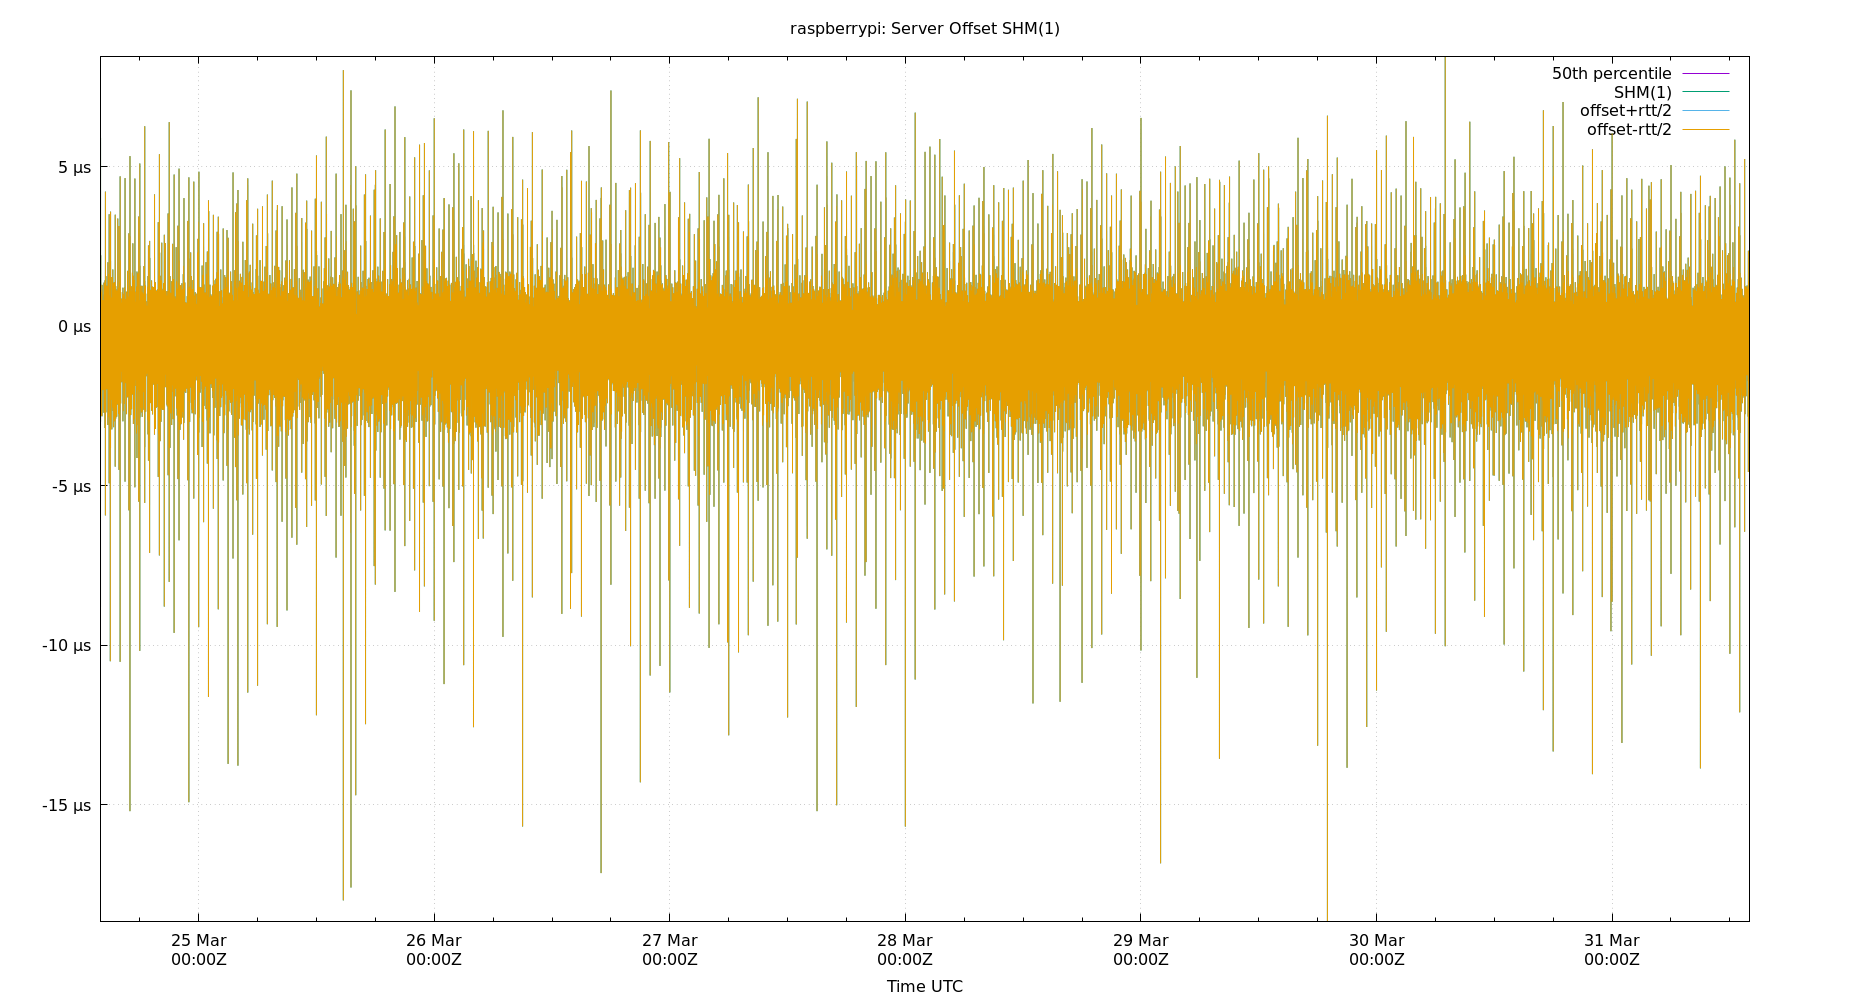 raspberrypi: Server Offset SHM(1)
50th percentile
SHM(1)
offset+rtt/2
offset-rtt/2
5 µs
0 µs
-5 µs
-10 µs
-15 µs
25 Mar 26 Mar 27 Mar 28 Mar 29 Mar 30 Mar 31 Mar
00:00Z 00:00Z 00:00Z 00:00Z 00:00Z 00:00Z 00:00Z
Time UTC